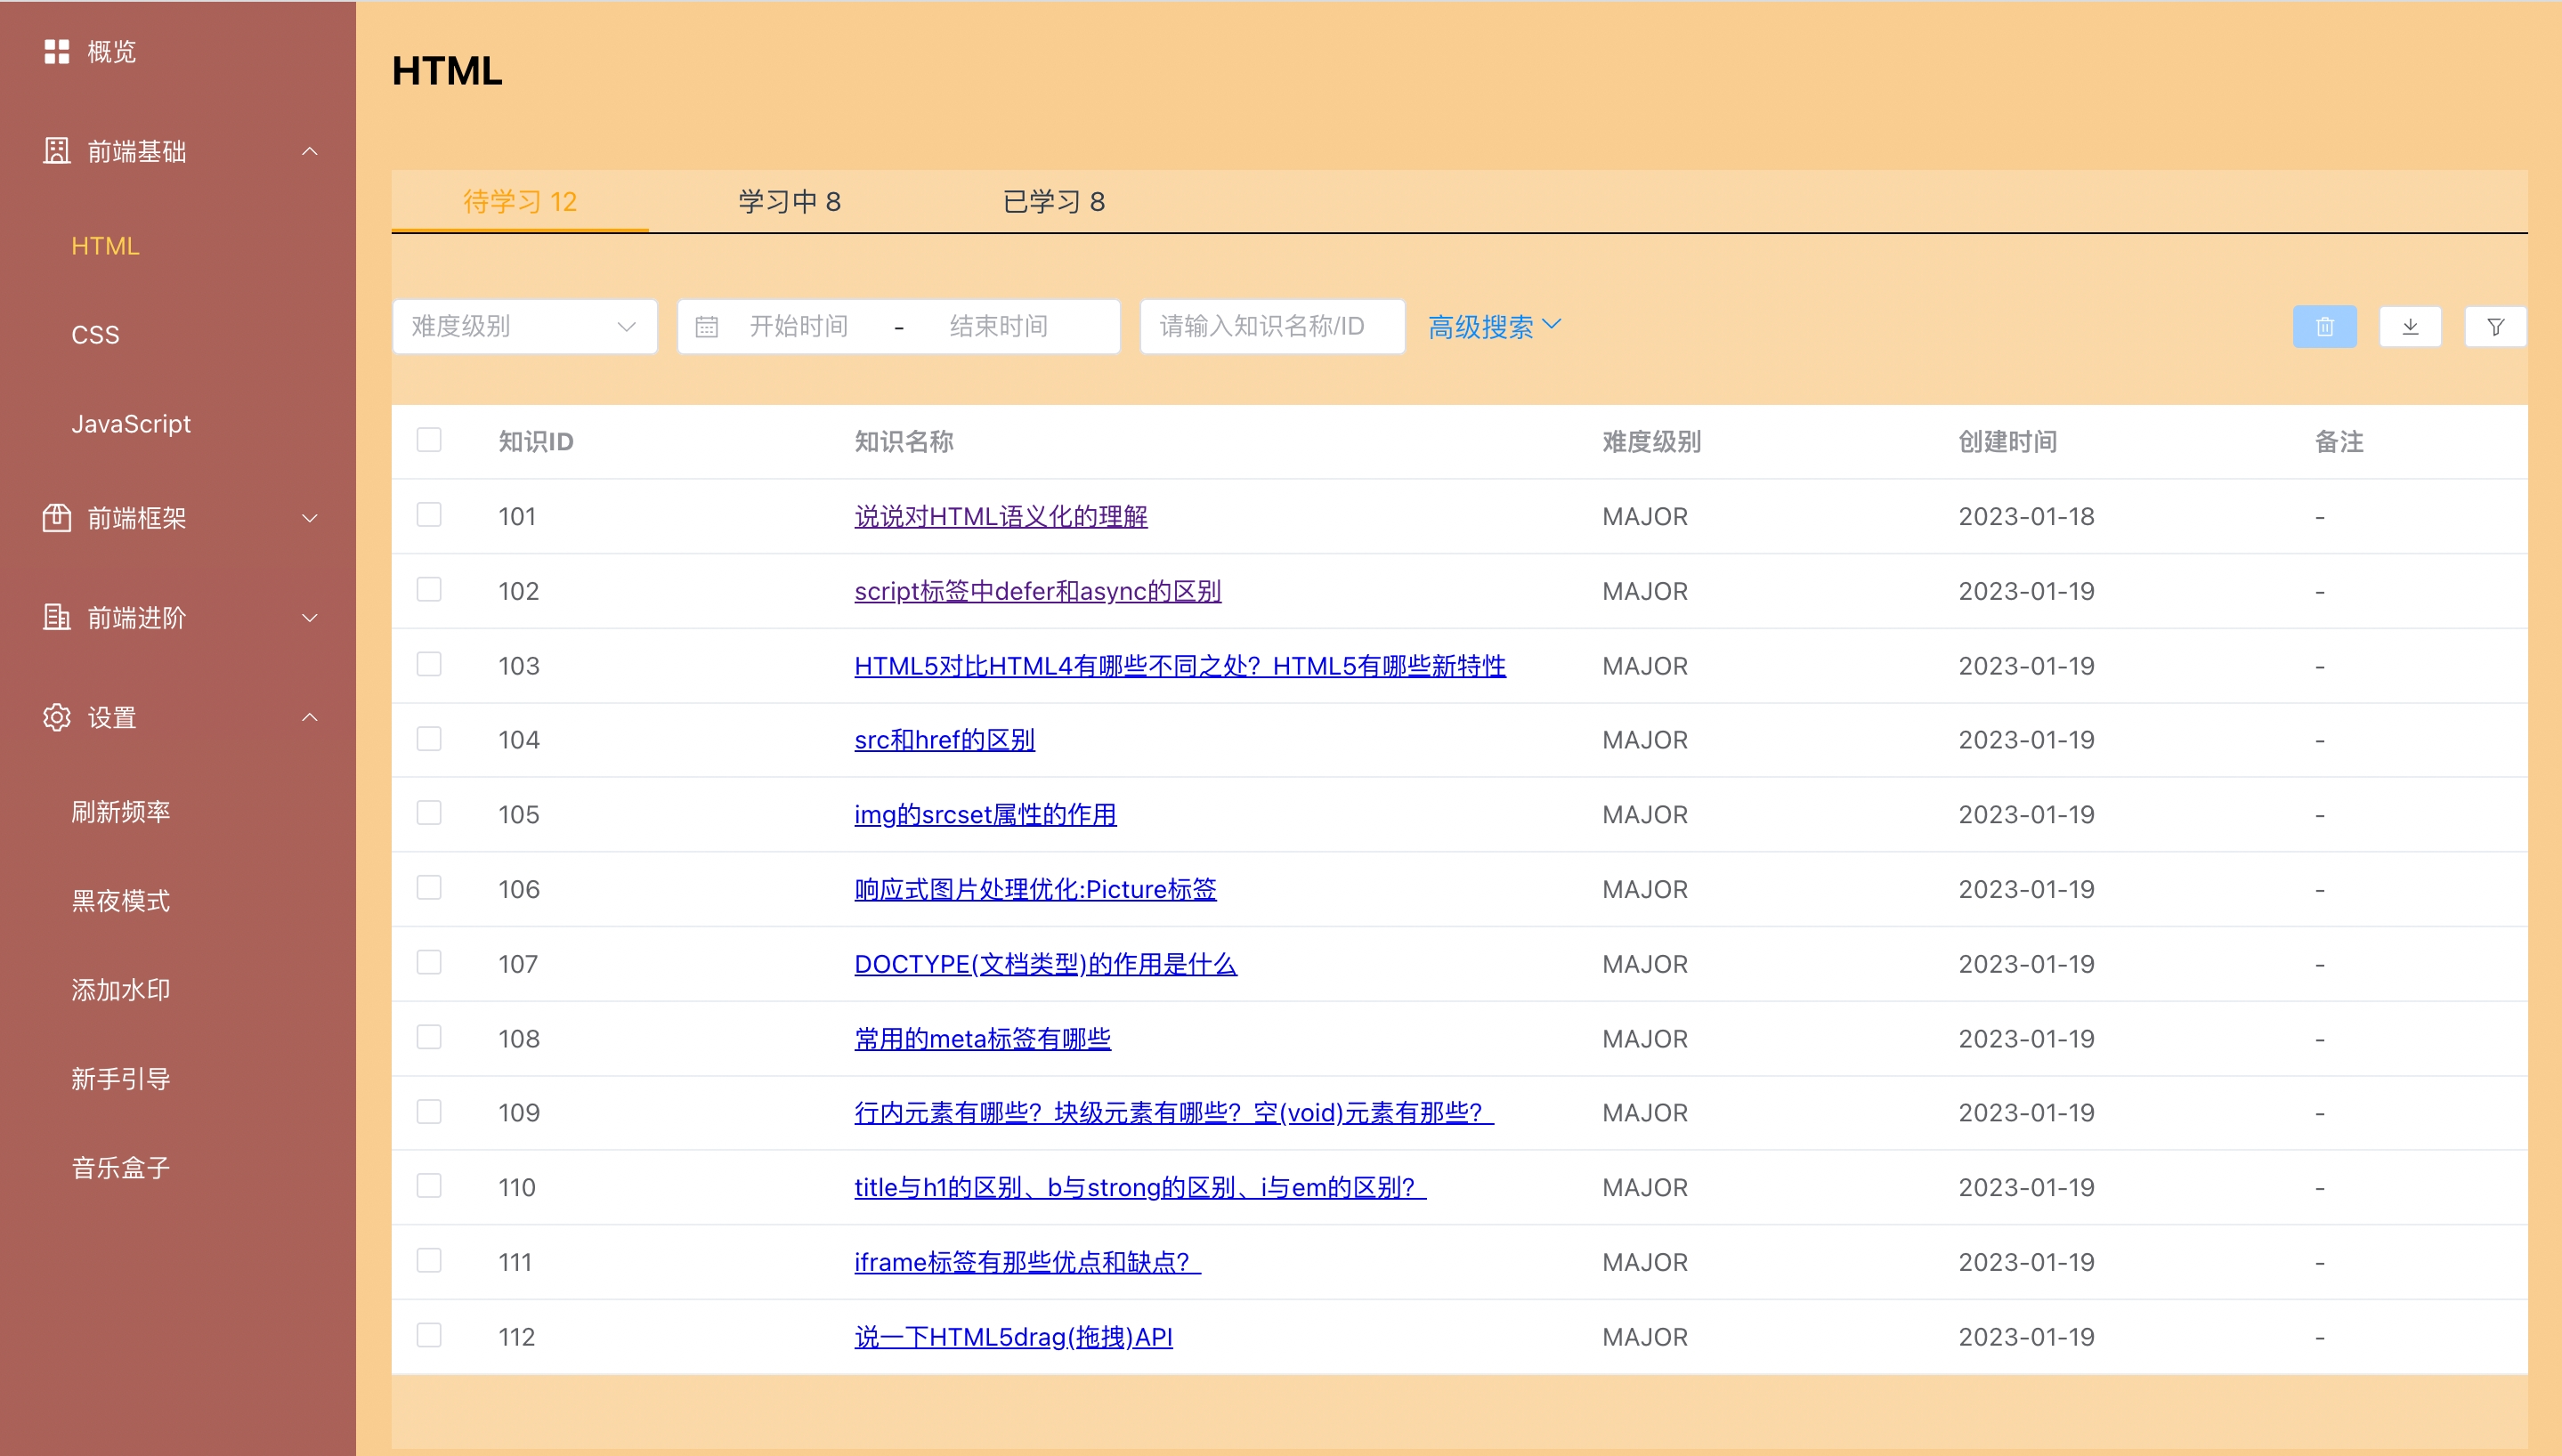 概览
前端基础
HTML
CSS
JavaScript
前端框架
前端进阶
设置
刷新频率
黑夜模式
添加水印
新手引导
音乐盒子
HTML
待学习 12 学习中 8 已学习 8
难度级别 开始时间 - 结束时间 请输入知识名称/ID 高级搜索
知识ID 知识名称 难度级别 创建时间 备注
101 说说对HTML语义化的理解 MAJOR 2023-01-18 -
102 script标签中defer和async的区别 MAJOR 2023-01-19 -
103 HTML5对比HTML4有哪些不同之处？HTML5有哪些新特性 MAJOR 2023-01-19 -
104 src和href的区别 MAJOR 2023-01-19 -
105 img的srcset属性的作用 MAJOR 2023-01-19 -
106 响应式图片处理优化:Picture标签 MAJOR 2023-01-19 -
107 DOCTYPE(文档类型)的作用是什么 MAJOR 2023-01-19 -
108 常用的meta标签有哪些 MAJOR 2023-01-19 -
109 行内元素有哪些？块级元素有哪些？空(void)元素有那些？ MAJOR 2023-01-19 -
110 title与h1的区别、b与strong的区别、i与em的区别？ MAJOR 2023-01-19 -
111 iframe标签有那些优点和缺点？ MAJOR 2023-01-19 -
112 说一下HTML5drag(拖拽)API MAJOR 2023-01-19 -